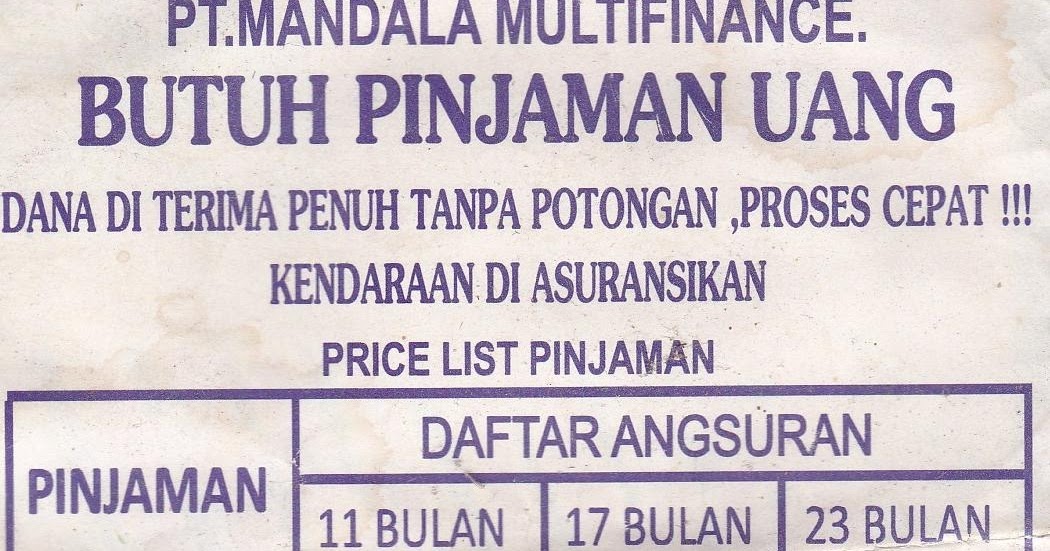 PT.MANDALA MULTIFINANCE.
BUTUH PINJAMAN UANG
DANA DI TERIMA PENUH TANPA POTONGAN ,PROSES CEPAT !!!
KENDARAAN DI ASURANSIKAN
PRICE LIST PINJAMAN
DAFTAR ANGSURAN
PINJAMAN
11 BULAN 17 BULAN 23 BULAN